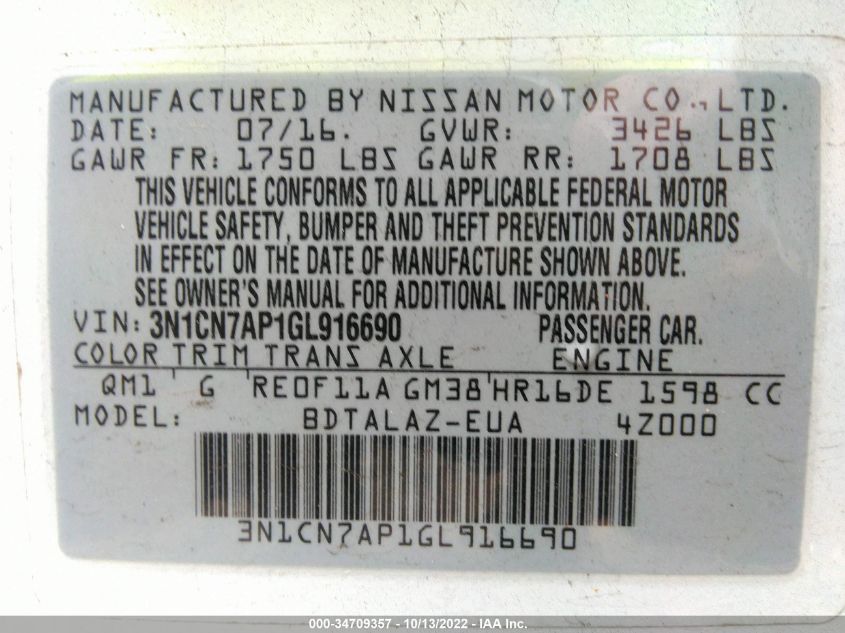 MANUFACTURED BY NISSAN MOTOR CO., LTD.
DATE: 07/16. GVWR: 3426 LBS
GAWR FR: 1750 LBS GAWR RR: 1708 LBS
THIS VEHICLE CONFORMS TO ALL APPLICABLE FEDERAL MOTOR
VEHICLE SAFETY, BUMPER AND THEFT PREVENTION STANDARDS
IN EFFECT ON THE DATE OF MANUFACTURE SHOWN ABOVE.
SEE OWNER'S MANUAL FOR ADDITIONAL INFORMATION.
VIN: 3N1CN7AP1GL916690 PASSENGER CAR.
COLOR TRIM TRANS AXLE ENGINE
QM1 G RE0F11A GM38 HR16DE 1598 CC
MODEL: BDTALAZ-EUA 4Z000
3N1CN7AP1GL916690
000-34709357 - 10/13/2022 - IAA Inc.